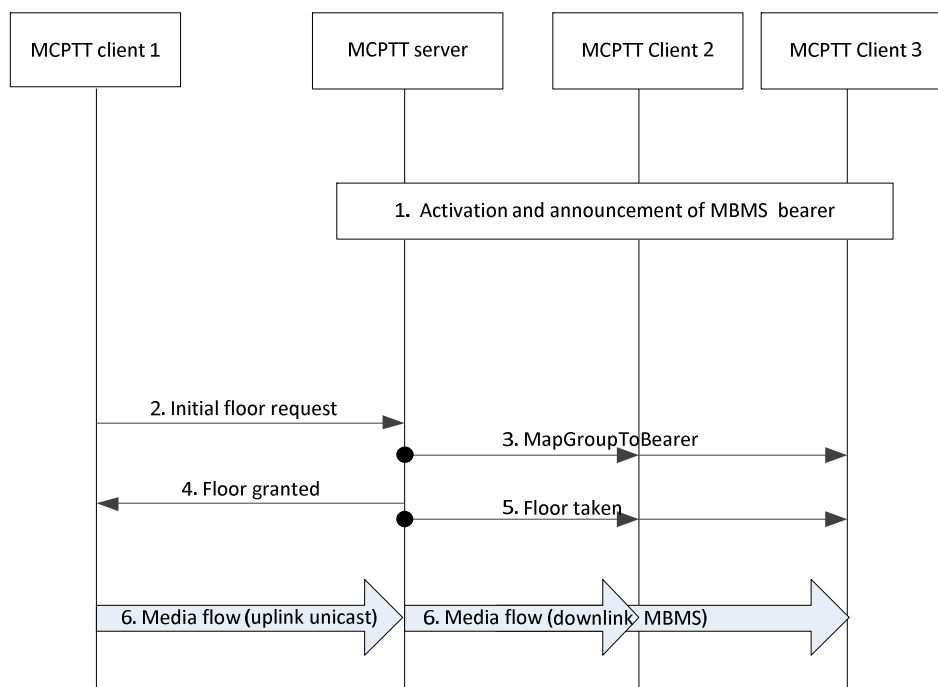 MCPTT client 1
MCPTT server
MCPTT Client 2
MCPTT Client 3
1. Activation and announcement of MBMS bearer
2. Initial floor request
3. MapGroupToBearer
4. Floor granted
5. Floor taken
6. Media flow (uplink unicast)
6. Media flow (downlink MBMS)